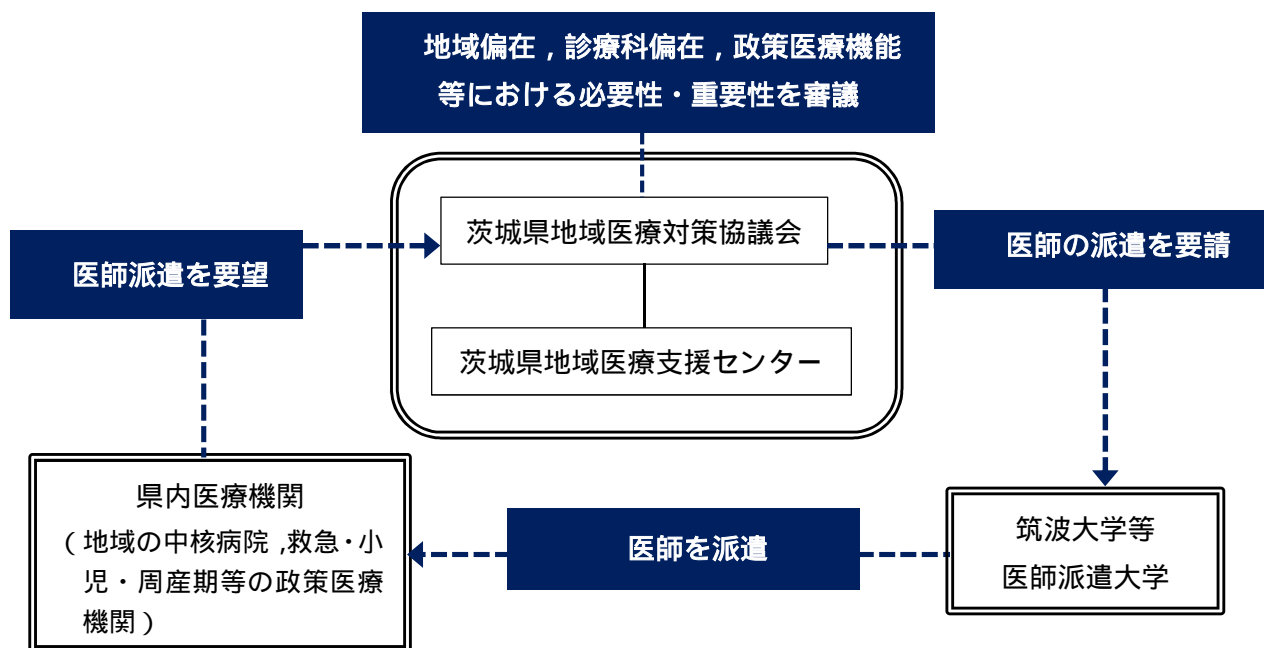 地域偏在，診療科偏在，政策医療機能
等における必要性・重要性を審議
茨城県地域医療対策協議会
医師の派遣を要請
医師派遣を要望
茨城県地域医療支援センター
県内医療機関
（地域の中核病院，救急・小
児・周産期等の政策医療
機関）
医師を派遣
筑波大学等
医師派遣大学